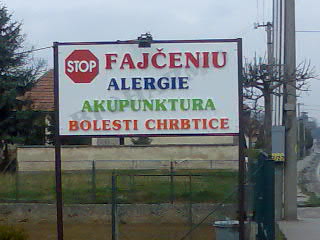 STOP FAJČENIU
ALERGIE
AKUPUNKTURA
BOLESTI CHRBTICE